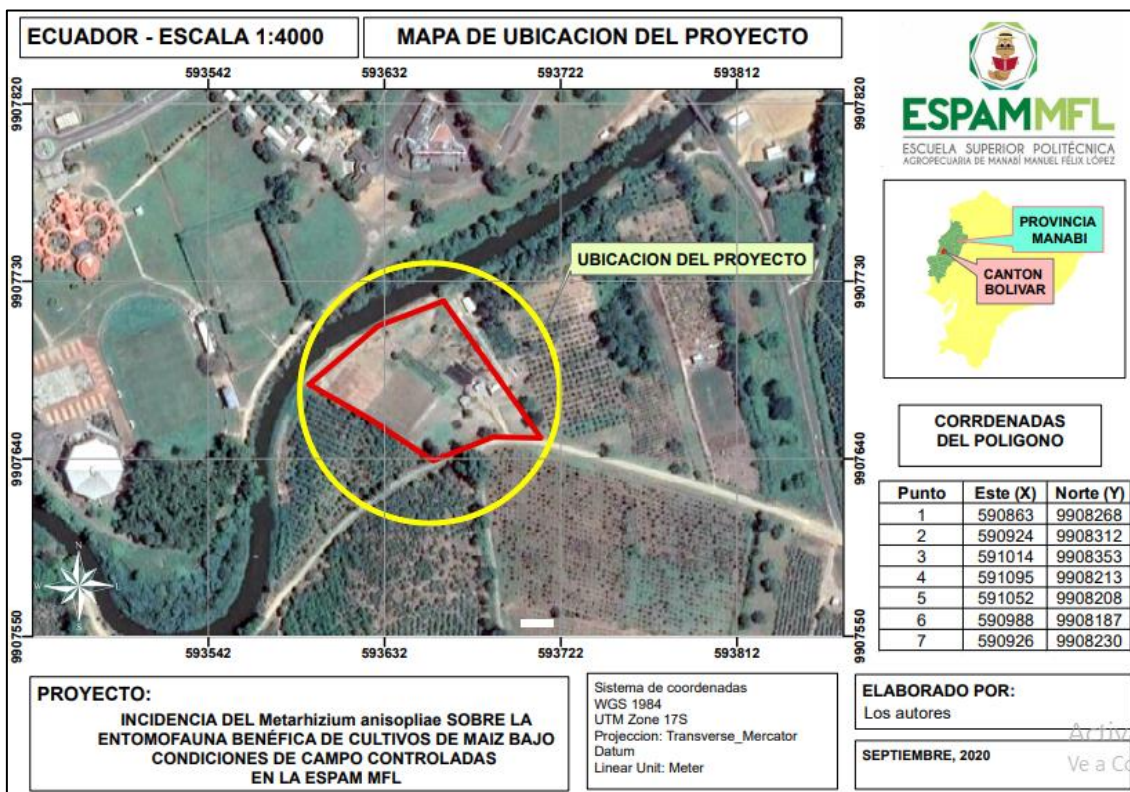 ECUADOR - ESCALA 1:4000
MAPA DE UBICACION DEL PROYECTO
593542 593632 593722 593812
9907820 9907820
9907730 9907730
9907640 9907640
9907550 9907550
593542 593632 593722 593812
UBICACION DEL PROYECTO
N
W
S
ESPAMMFL
ESCUELA SUPERIOR POLITÉCNICA
AGROPECUARIA DE MANABÍ MANUEL FÉLIX LÓPEZ
PROVINCIA
MANABI
CANTON
BOLIVAR
CORRDENADAS
DEL POLIGONO
Punto Este (X) Norte (Y)
1 590863 9908268
2 590924 9908312
3 591014 9908353
4 591095 9908213
5 591052 9908208
6 590988 9908187
7 590926 9908230
PROYECTO:
INCIDENCIA DEL Metarhizium anisopliae SOBRE LA
ENTOMOFAUNA BENÉFICA DE CULTIVOS DE MAIZ BAJO
CONDICIONES DE CAMPO CONTROLADAS
EN LA ESPAM MFL
Sistema de coordenadas
WGS 1984
UTM Zone 17S
Projeccion: Transverse_Mercator
Datum
Linear Unit: Meter
ELABORADO POR:
Los autores
SEPTIEMBRE, 2020
Activ
Ve a Co